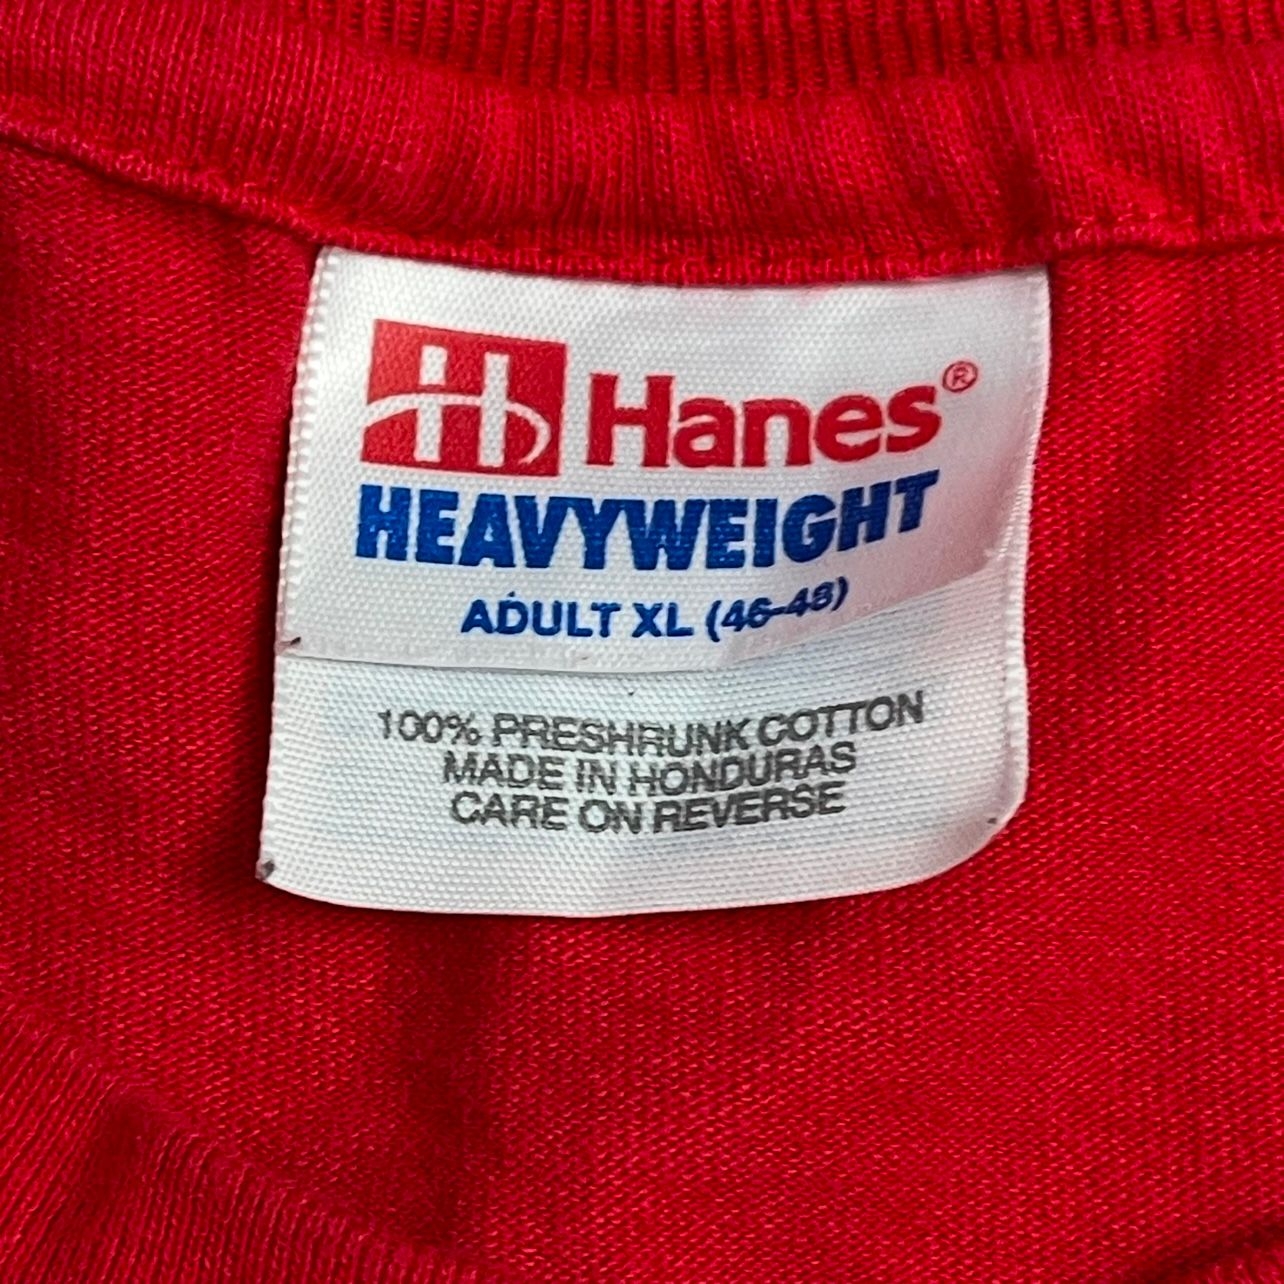 Hanes®
HEAVYWEIGHT
ADULT XL (46-48)
100% PRESHRUNK COTTON
MADE IN HONDURAS
CARE ON REVERSE